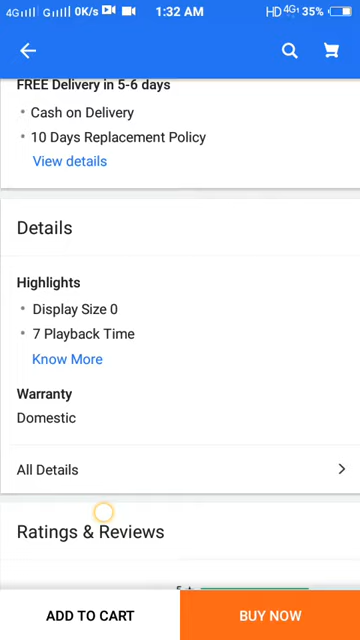 4G G 0K/s 1:32 AM HD 4G 35%
FREE Delivery in 5-6 days
• Cash on Delivery
• 10 Days Replacement Policy
View details
Details
Highlights
• Display Size 0
• 7 Playback Time
Know More
Warranty
Domestic
All Details
Ratings & Reviews
ADD TO CART
BUY NOW